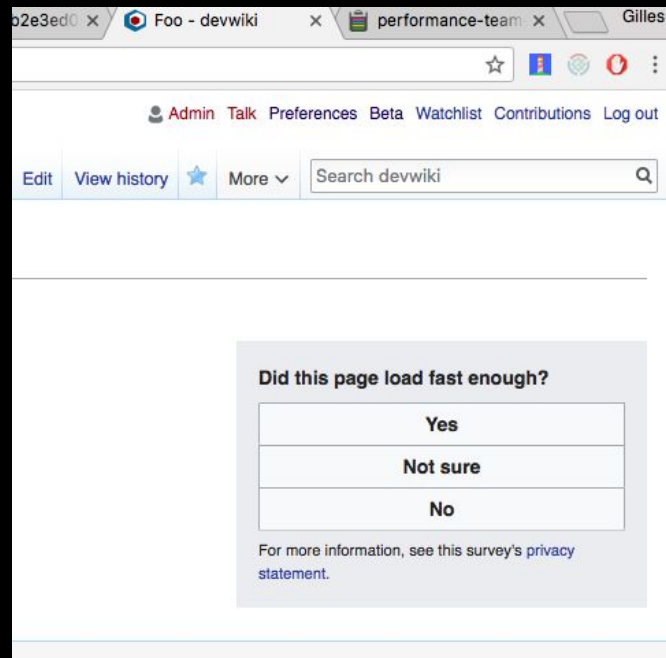 b2e3ed0 Foo - devwiki performance-team Gilles
Admin Talk Preferences Beta Watchlist Contributions Log out
Edit View history More Search devwiki
Did this page load fast enough?
Yes
Not sure
No
For more information, see this survey's privacy
statement.